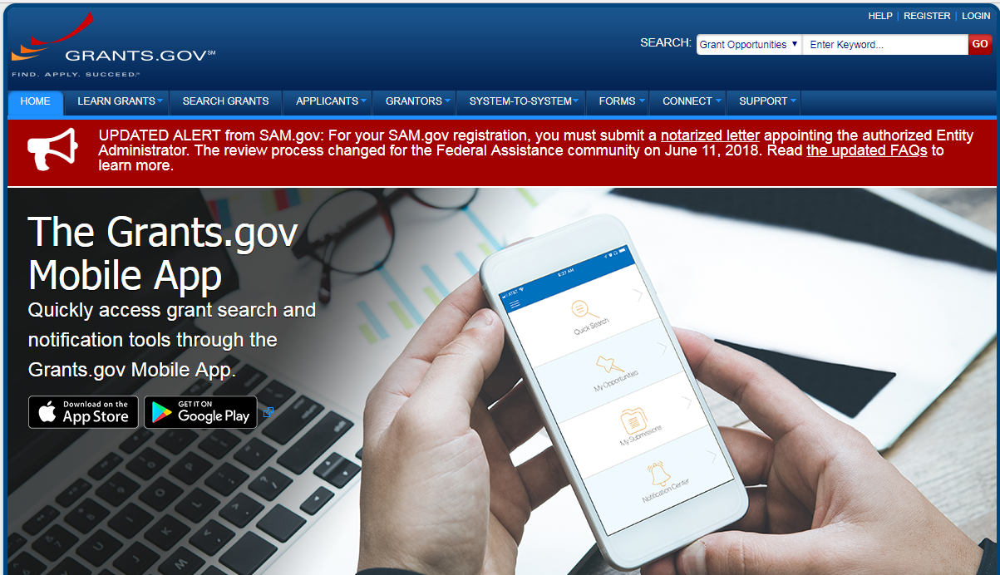 HELP | REGISTER | LOGIN
SEARCH: Grant Opportunities Enter Keyword... GO
GRANTS.GOV℠
FIND. APPLY. SUCCEED.℠
HOME LEARN GRANTS SEARCH GRANTS APPLICANTS GRANTORS SYSTEM-TO-SYSTEM FORMS CONNECT SUPPORT
UPDATED ALERT from SAM.gov: For your SAM.gov registration, you must submit a notarized letter appointing the authorized Entity
Administrator. The review process changed for the Federal Assistance community on June 11, 2018. Read the updated FAQs to
learn more.
The Grants.gov
Mobile App
Quickly access grant search and
notification tools through the
Grants.gov Mobile App.
Download on the
App Store
GET IT ON
Google Play
AT&T 8:37 AM
Quick Search
My Opportunities
My Submissions
Notification Center
P
O
L
K
U
M